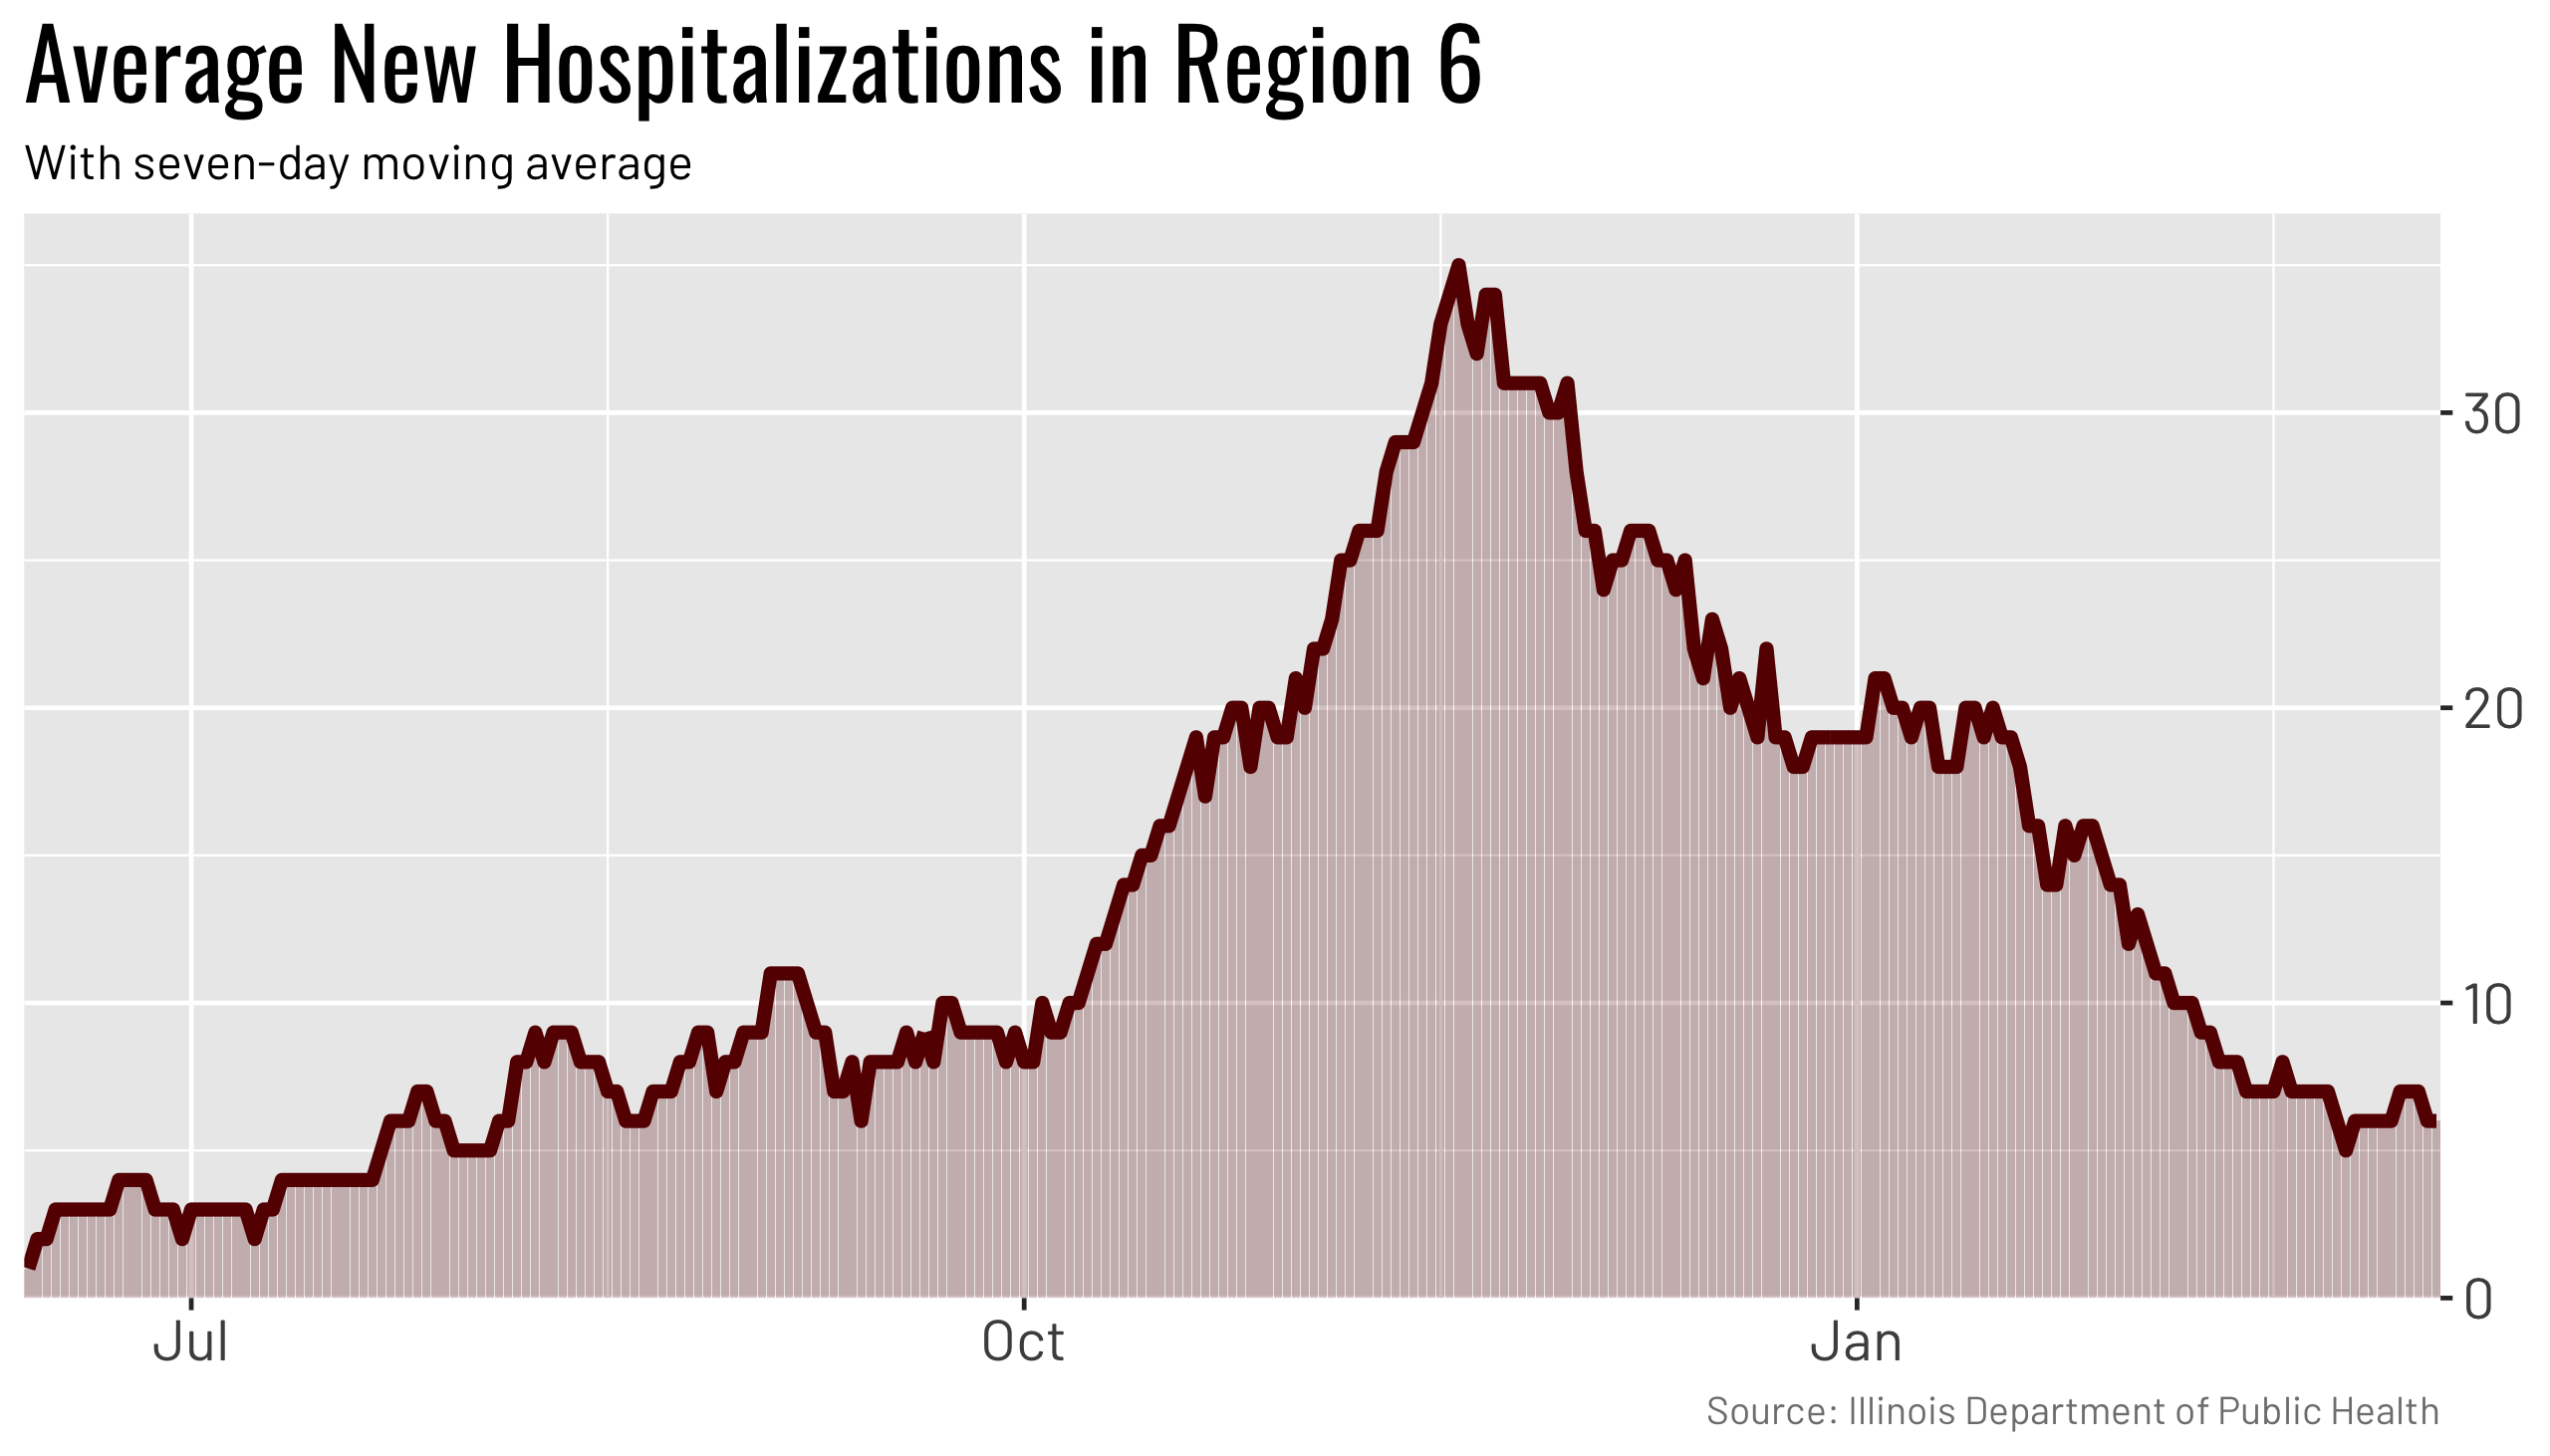 Average New Hospitalizations in Region 6
With seven-day moving average
30
20
10
0
Jul Oct Jan
Source: Illinois Department of Public Health